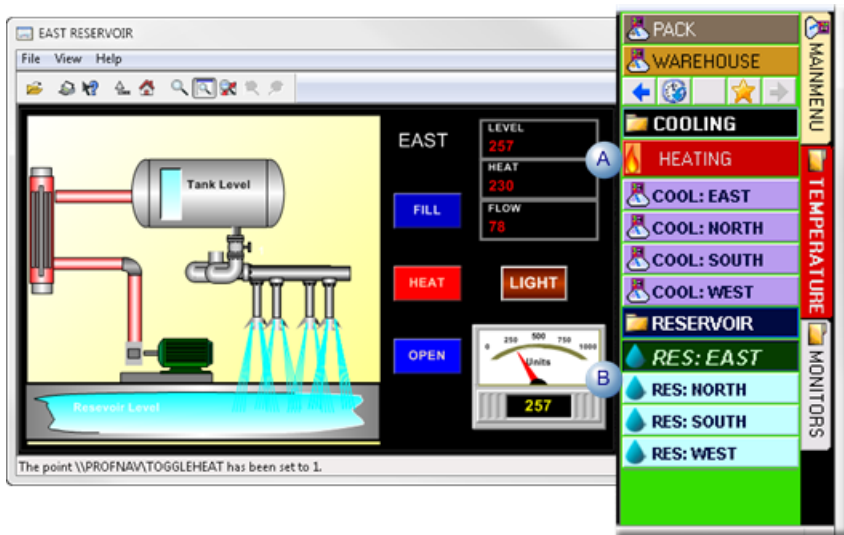 EAST RESERVOIR
File View Help
EAST
LEVEL
257
HEAT
230
FLOW
78
Tank Level
FILL
HEAT
LIGHT
OPEN
0 250 500 750 1000
Units
257
Resevoir Level
The point \\PROFNAV\TOGGLEHEAT has been set to 1.
PACK
WAREHOUSE
COOLING
A
HEATING
COOL: EAST
COOL: NORTH
COOL: SOUTH
COOL: WEST
RESERVOIR
RES: EAST
B
RES: NORTH
RES: SOUTH
RES: WEST
MAINMENU
TEMPERATURE
MONITORS